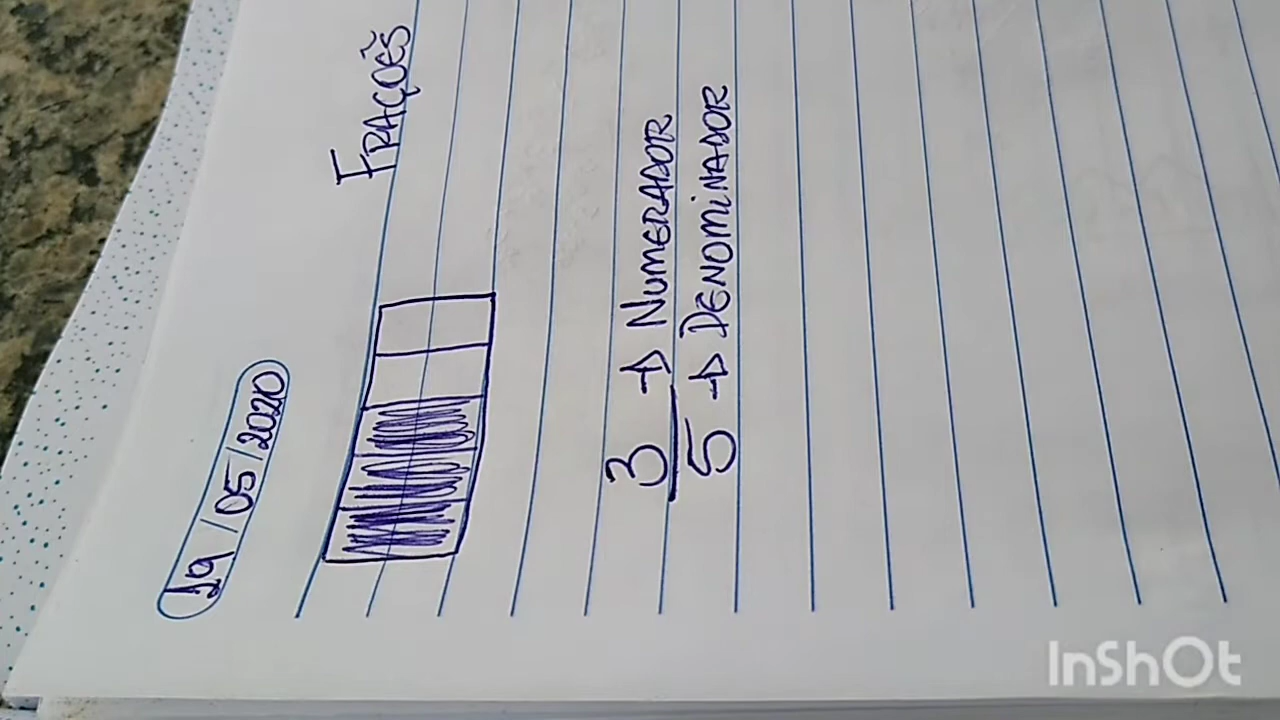 19/05/2020
Frações
3 → Numerador
5 → Denominador
InShOt